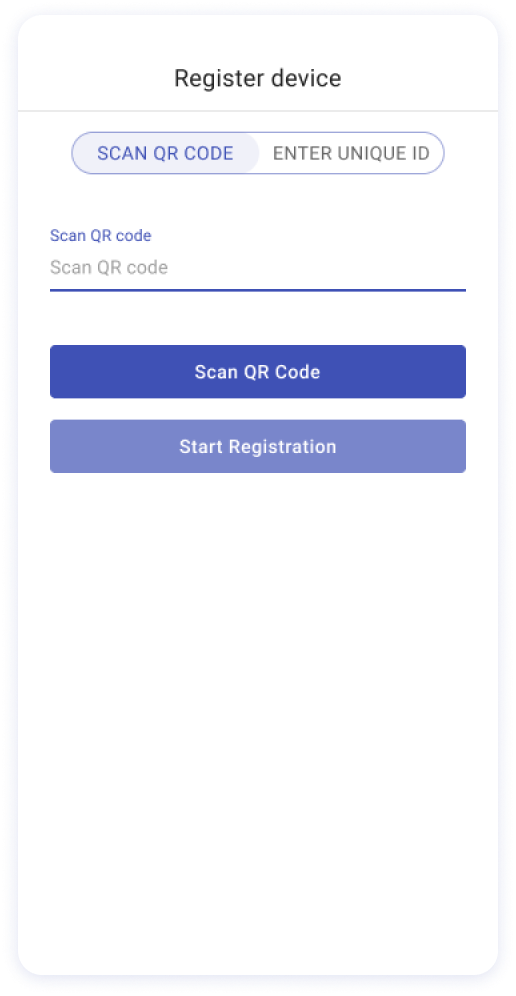 Register device
SCAN QR CODE ENTER UNIQUE ID
Scan QR code
Scan QR code
Scan QR Code
Start Registration